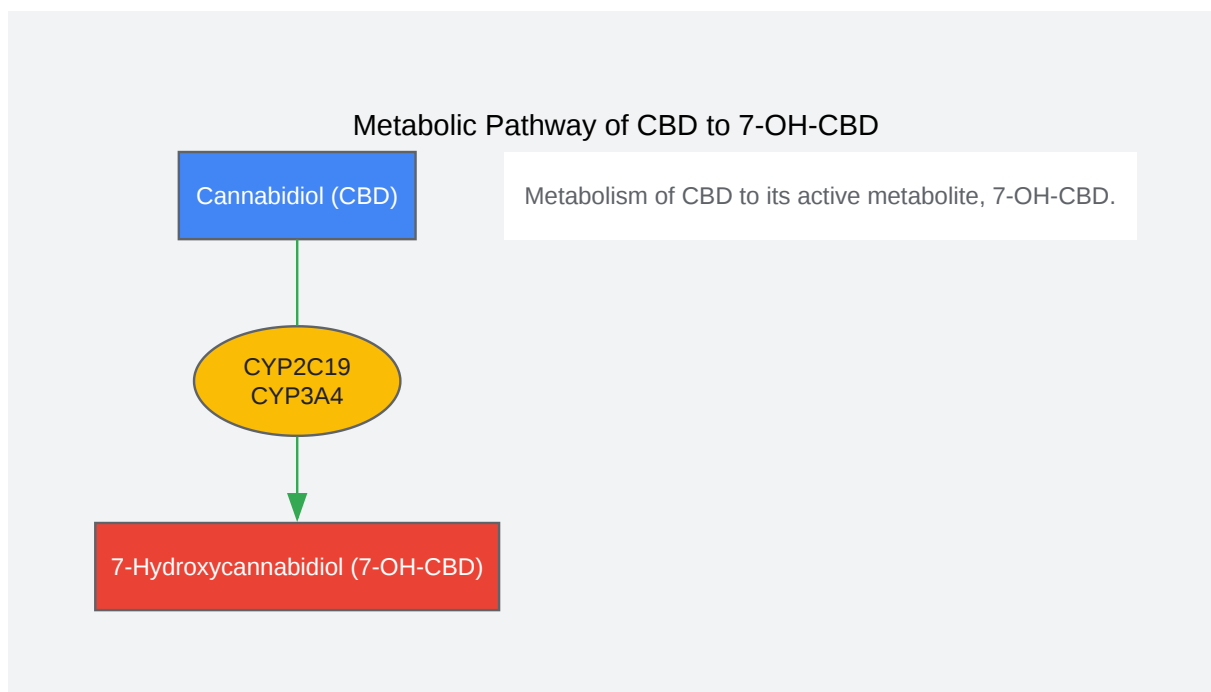 Metabolic Pathway of CBD to 7-OH-CBD
Cannabidiol (CBD)
Metabolism of CBD to its active metabolite, 7-OH-CBD.
CYP2C19
CYP3A4
7-Hydroxycannabidiol (7-OH-CBD)